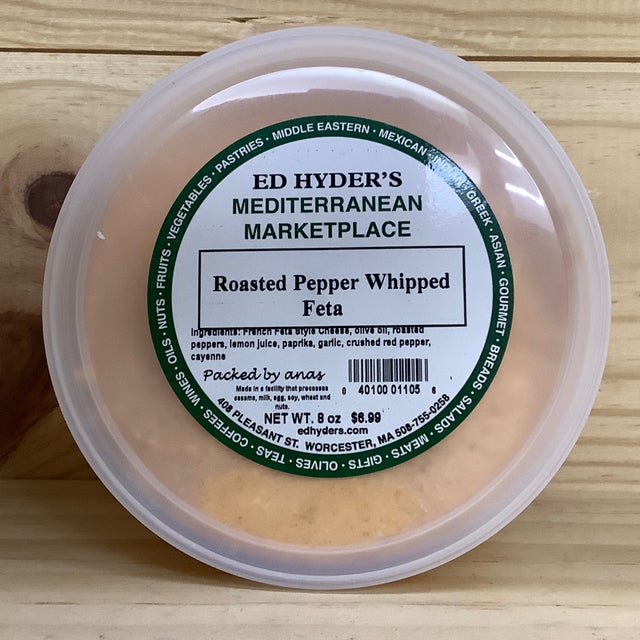 VEGETABLES • PASTRIES • MIDDLE EASTERN • MEXICAN • INDIAN • GREEK • ASIAN • GOURMET • BREADS • SALADS • MEATS • GIFTS • OLIVES • TEAS • COFFEES • WINES • OILS • NUTS • FRUITS •
ED HYDER'S
MEDITERRANEAN
MARKETPLACE
Roasted Pepper Whipped
Feta
Ingredients: French Feta Style Cheese, olive oil, roasted
peppers, lemon juice, paprika, garlic, crushed red pepper,
cayenne
Packed by anas
Made in a facility that processes
sesame, milk, egg, soy, wheat and
nuts.
0 40100 01105 6
NET WT. 8 oz $6.99
edhyders.com
408 PLEASANT ST. WORCESTER, MA 508-755-0258